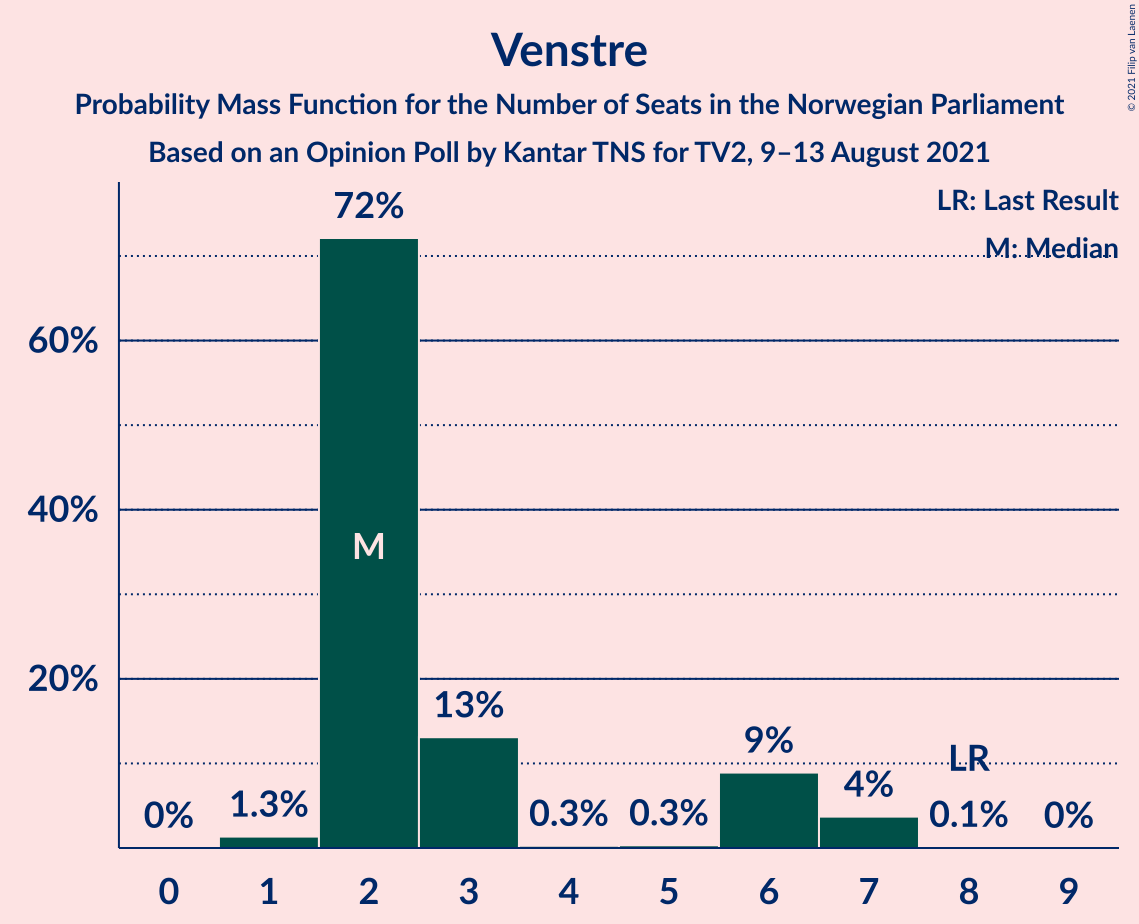 Venstre
Probability Mass Function for the Number of Seats in the Norwegian Parliament
Based on an Opinion Poll by Kantar TNS for TV2, 9–13 August 2021
© 2021 Filip van Laenen
LR: Last Result
M: Median
72%
60%
40%
M
20%
13%
9%
LR
4%
0%
1.3%
0.3%
0.3%
0.1%
0%
0 1 2 3 4 5 6 7 8 9